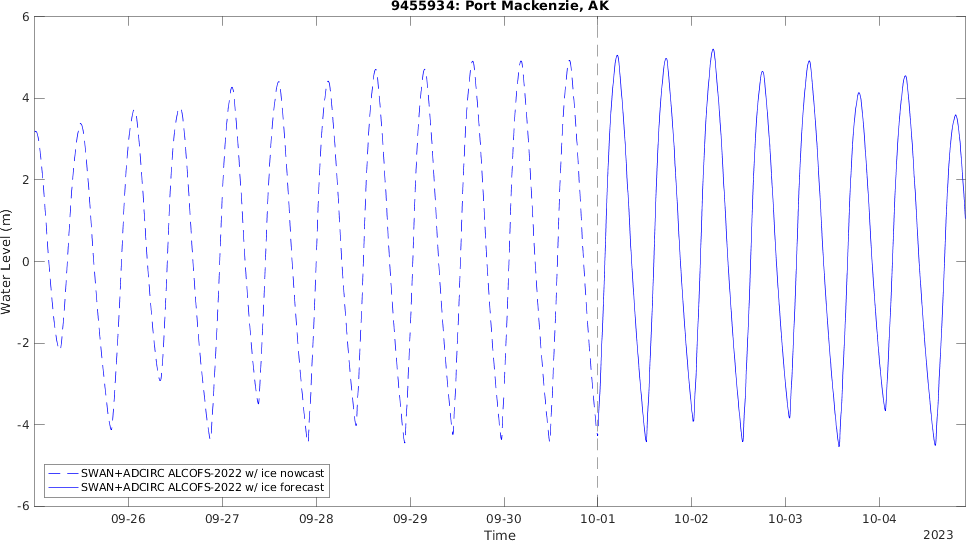 9455934: Port Mackenzie, AK
6
4
2
0
-2
-4
-6
Water Level (m)
SWAN+ADCIRC ALCOFS-2022 w/ ice nowcast
SWAN+ADCIRC ALCOFS-2022 w/ ice forecast
09-26 09-27 09-28 09-29 09-30 10-01 10-02 10-03 10-04
Time
2023